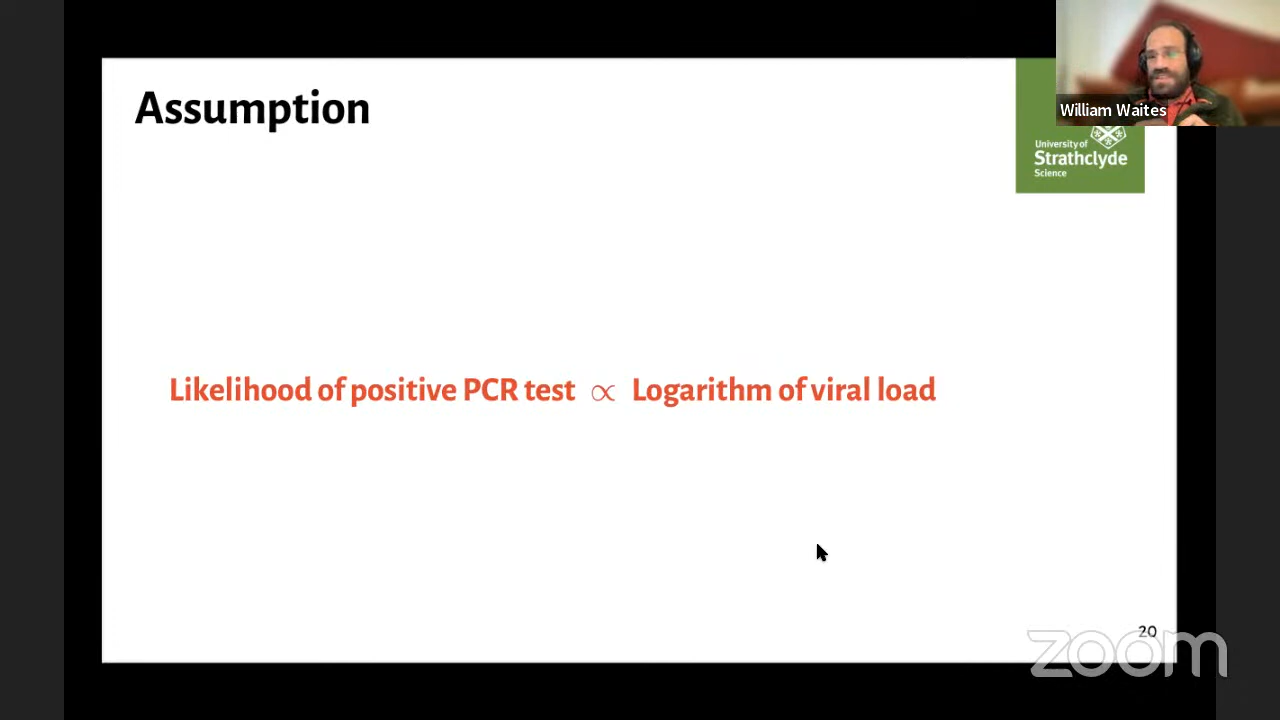 Assumption
William Waites
University of
Strathclyde
Science
Likelihood of positive PCR test ∝ Logarithm of viral load
20
zoom